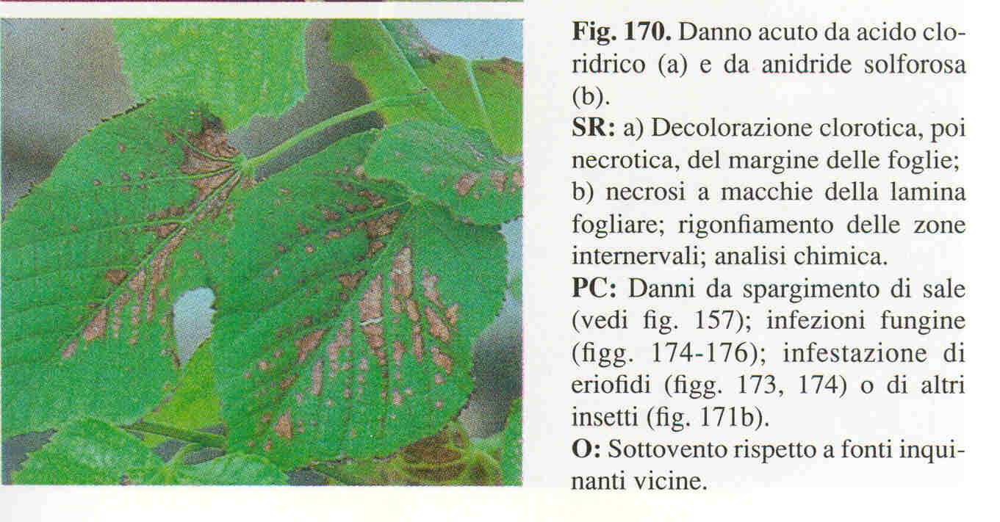 Fig. 170. Danno acuto da acido clo-
ridrico (a) e da anidride solforosa
(b).
SR: a) Decolorazione clorotica, poi
necrotica, del margine delle foglie;
b) necrosi a macchie della lamina
fogliare; rigonfiamento delle zone
internervali; analisi chimica.
PC: Danni da spargimento di sale
(vedi fig. 157); infezioni fungine
(figg. 174-176); infestazione di
eriofidi (figg. 173, 174) o di altri
insetti (fig. 171b).
O: Sottovento rispetto a fonti inqui-
nanti vicine.